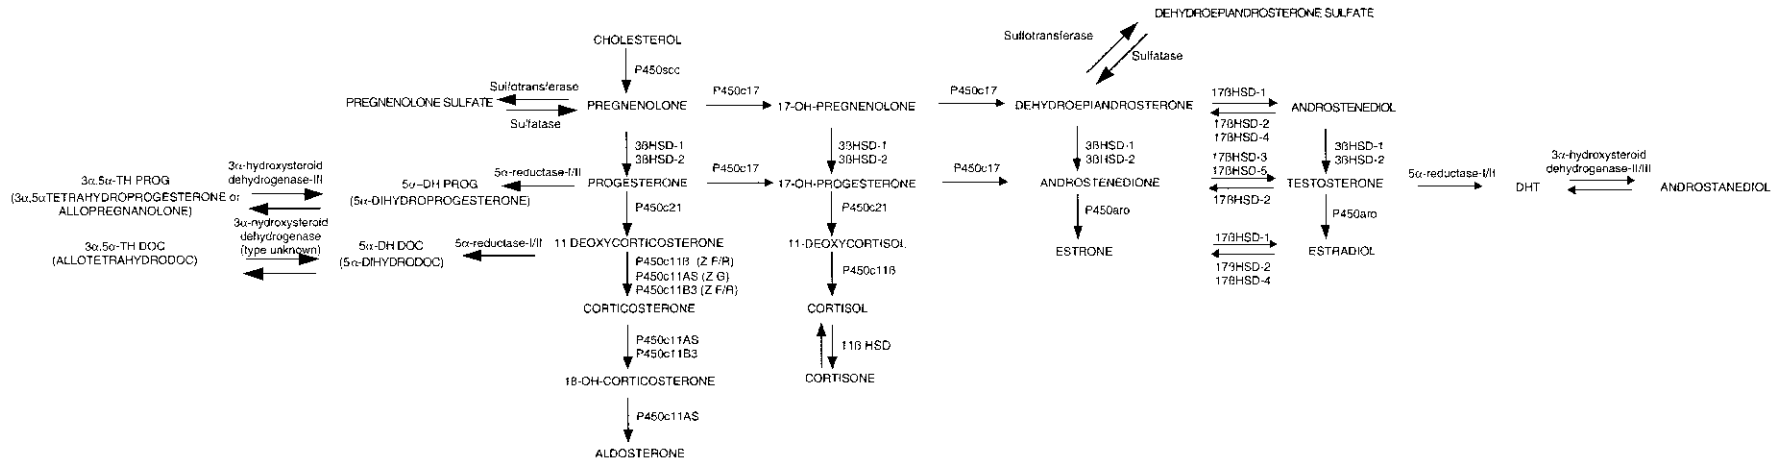 DEHYDROEPIANDROSTERONE SULFATE
Sulfotransferase
Sulfatase
CHOLESTEROL
P450scc
PREGNENOLONE SULFATE
Sulfotransferase
Sulfatase
PREGNENOLONE
P450c17
17-OH-PREGNENOLONE
P450c17
DEHYDROEPIANDROSTERONE
17βHSD-1
17βHSD-2
17βHSD-4
ANDROSTENEDIOL
3βHSD-1
3βHSD-2
3βHSD-1
3βHSD-2
3βHSD-1
3βHSD-2
3βHSD-1
3βHSD-2
3α,5α-TH PROG
(3α,5αTETRAHYDROPROGESTERONE or
ALLOPREGNANOLONE)
3α-hydroxysteroid
dehydrogenase-I/II
5α-DH PROG
(5α-DIHYDROPROGESTERONE)
5α-reductase-I/II
PROGESTERONE
P450c17
17-OH-PROGESTERONE
P450c17
ANDROSTENEDIONE
17βHSD-3
17βHSD-5
17βHSD-2
TESTOSTERONE
5α-reductase-I/II
DHT
3α-hydroxysteroid
dehydrogenase-II/III
ANDROSTANEDIOL
P450c21
P450c21
P450aro
P450aro
3α,5α-TH DOC
(ALLOTETRAHYDRODOC)
3α-hydroxysteroid
dehydrogenase
(type unknown)
5α-DH DOC
(5α-DIHYDRODOC)
5α-reductase-I/II
11 DEOXYCORTICOSTERONE
11-DEOXYCORTISOL
ESTRONE
17βHSD-1
17βHSD-2
17βHSD-4
ESTRADIOL
P450c11β (Z F/R)
P450c11AS (Z G)
P450c11B3 (Z F/R)
P450c11β
CORTICOSTERONE
CORTISOL
P450c11AS
P450c11B3
11β HSD
18-OH-CORTICOSTERONE
CORTISONE
P450c11AS
ALDOSTERONE